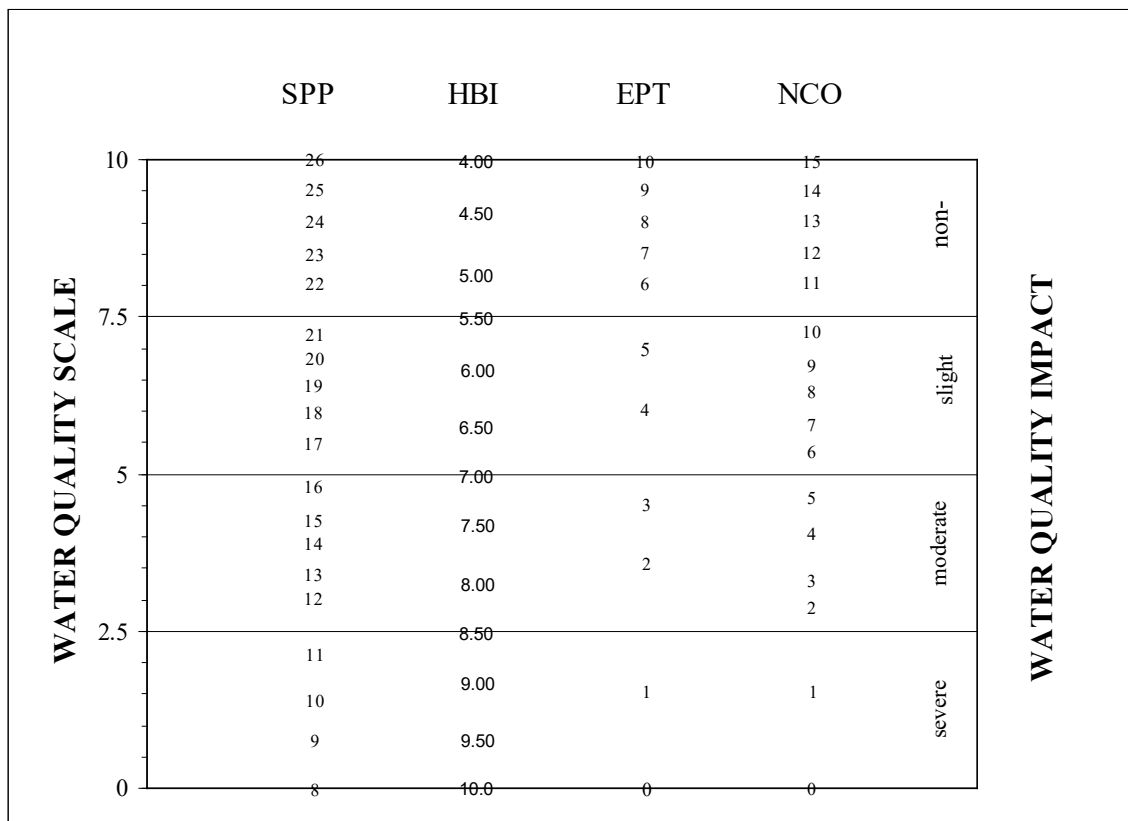 SPP HBI EPT NCO
10 26 4.00 10 15
25 9 14
4.50
24 8 13
non-
23 7 12
5.00
22 6 11
7.5 5.50
21 10
5
20
6.00 9
19 8
slight
18 4
6.50 7
17 6
5 7.00
16 5
3
15 7.50
14 4
moderate
2
13 8.00 3
12 2
2.5 8.50
11
9.00
10 1 1
severe
9 9.50
0 8 10.0 0 0
WATER QUALITY SCALE
WATER QUALITY IMPACT